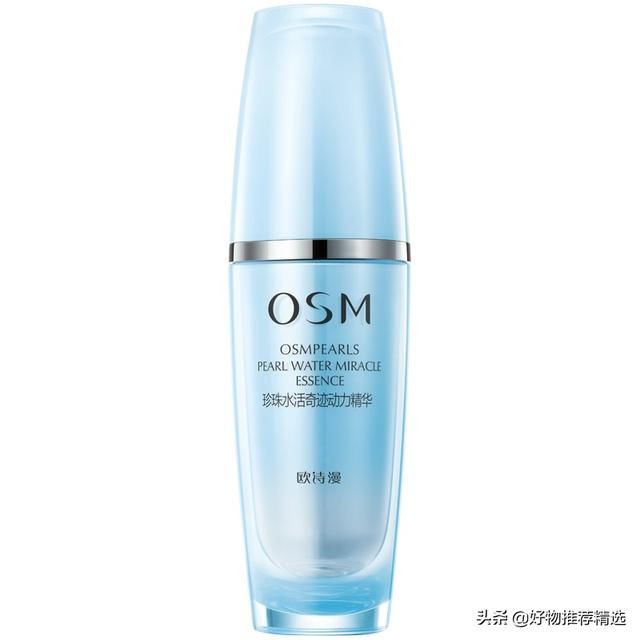 OSM
OSMPEARLS
PEARL WATER MIRACLE
ESSENCE
珍珠水活奇迹动力精华
欧诗漫
头条 @好物推荐精选